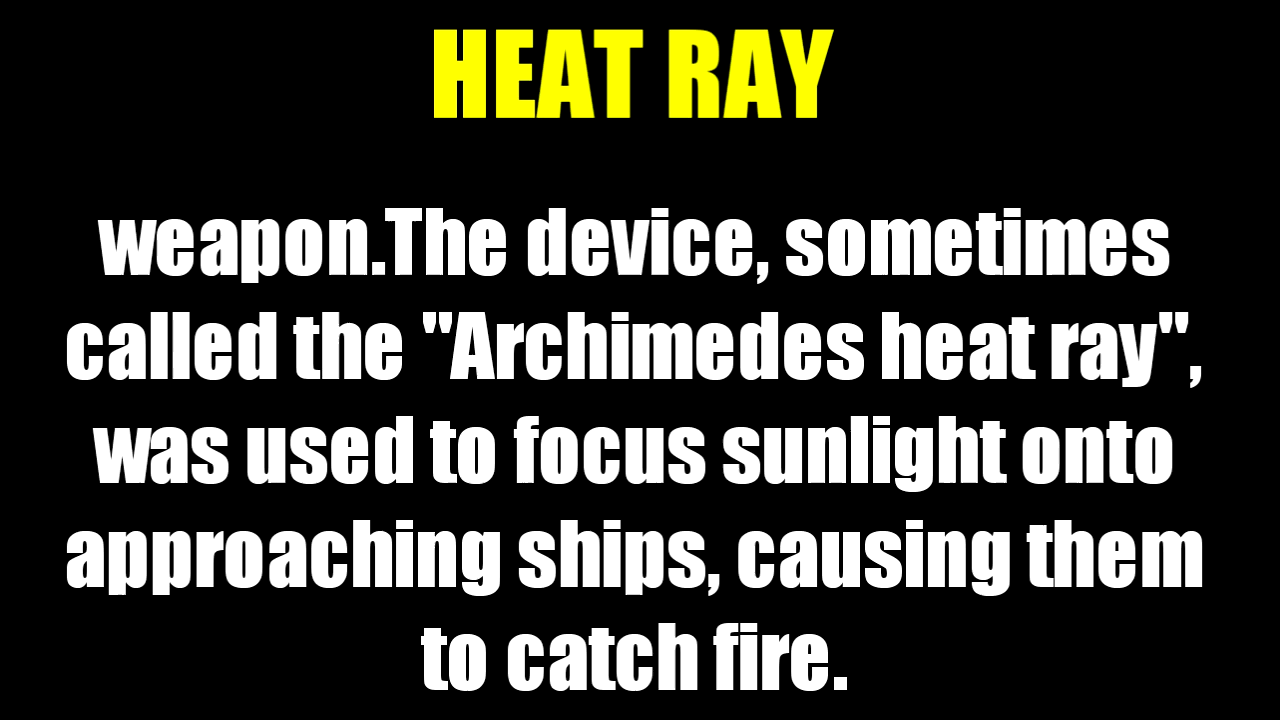 HEAT RAY
weapon.The device, sometimes
called the "Archimedes heat ray",
was used to focus sunlight onto
approaching ships, causing them
to catch fire.